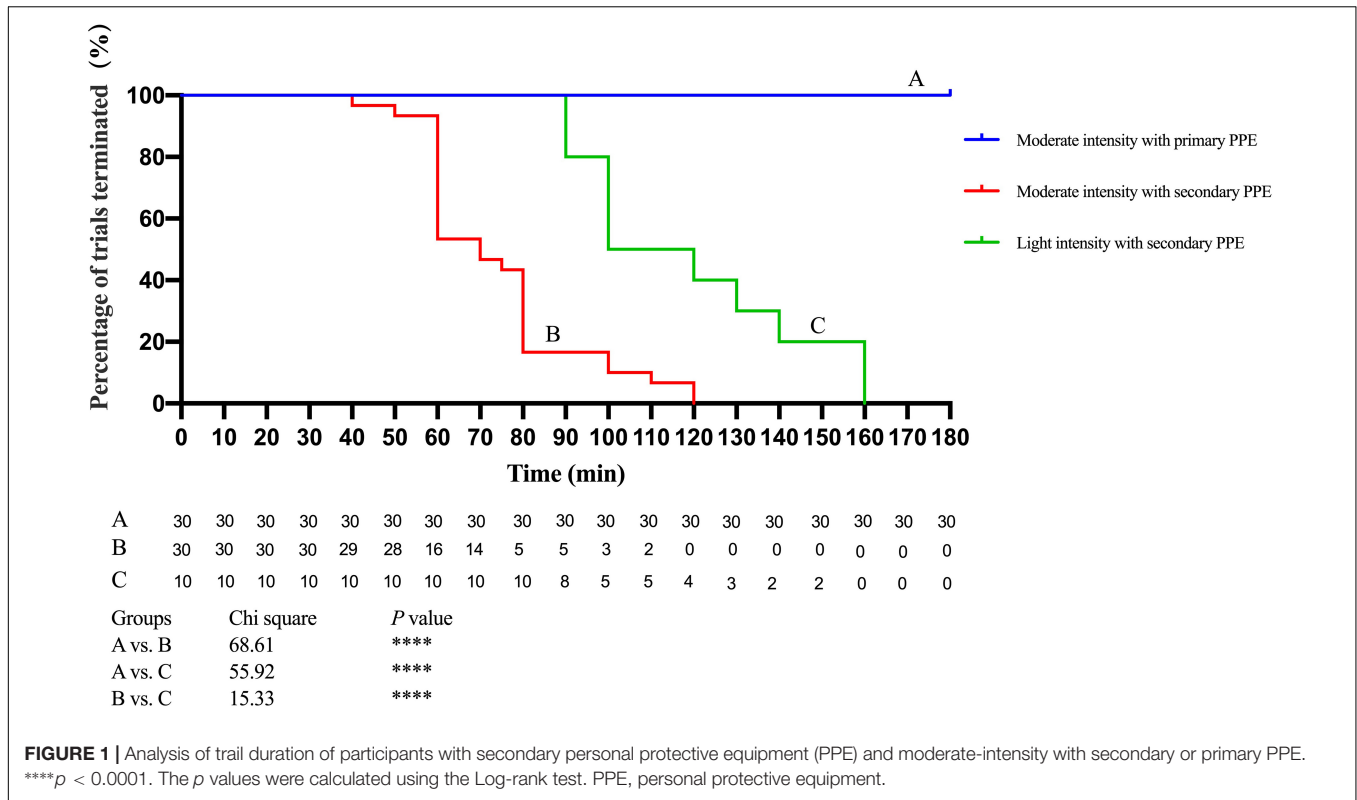 Percentage of trials terminated (%)
A
100
80
60
40
20
0
B
C
0 10 20 30 40 50 60 70 80 90 100 110 120 130 140 150 160 170 180
Time (min)
Moderate intensity with primary PPE
Moderate intensity with secondary PPE
Light intensity with secondary PPE
A 30 30 30 30 30 30 30 30 30 30 30 30 30 30 30 30 30 30 30
B 30 30 30 30 29 28 16 14 5 5 3 2 0 0 0 0 0 0 0
C 10 10 10 10 10 10 10 10 10 8 5 5 4 3 2 2 0 0 0
Groups Chi square P value
A vs. B 68.61 ****
A vs. C 55.92 ****
B vs. C 15.33 ****
FIGURE 1 | Analysis of trail duration of participants with secondary personal protective equipment (PPE) and moderate-intensity with secondary or primary PPE.
****p < 0.0001. The p values were calculated using the Log-rank test. PPE, personal protective equipment.